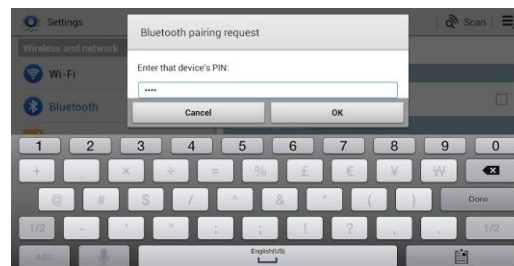 Settings
Scan
Bluetooth pairing request
Wireless and network
Wi-Fi
Enter that device's PIN:
••••
Bluetooth
Cancel
OK
1 2 3 4 5 6 7 8 9 0
+ _ × ÷ = % £ € ¥ ₩
@ # $ / ^ & * ( ) Done
1/2 - ' " : ; ! ? , . 1/2
ABC English(US)